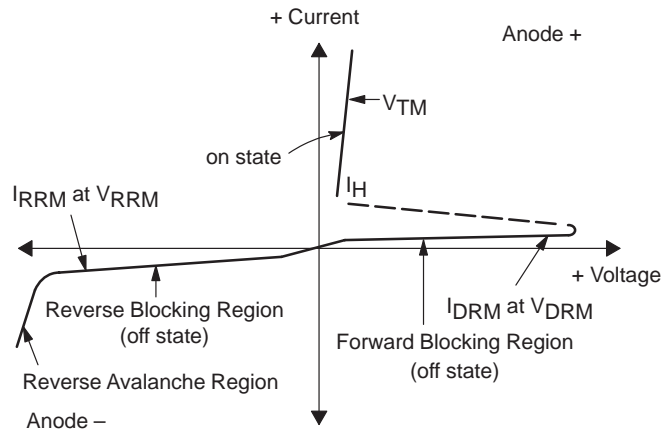 + Current
Anode +
VTM
on state
IH
IRRM at VRRM
+ Voltage
IDRM at VDRM
Reverse Blocking Region
(off state)
Forward Blocking Region
(off state)
Reverse Avalanche Region
Anode –